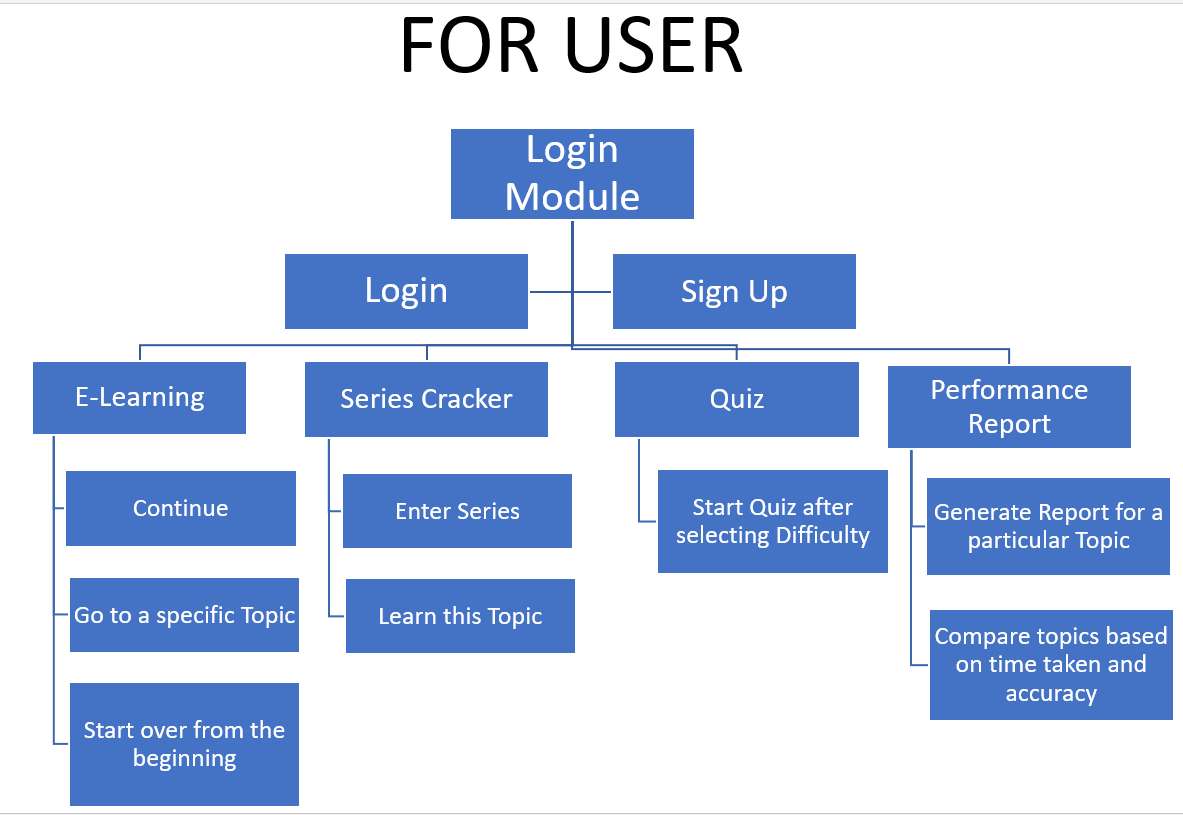 FOR USER
Login
Module
Login
Sign Up
E-Learning
Series Cracker
Quiz
Performance
Report
Continue
Go to a specific Topic
Start over from the
beginning
Enter Series
Learn this Topic
Start Quiz after
selecting Difficulty
Generate Report for a
particular Topic
Compare topics based
on time taken and
accuracy